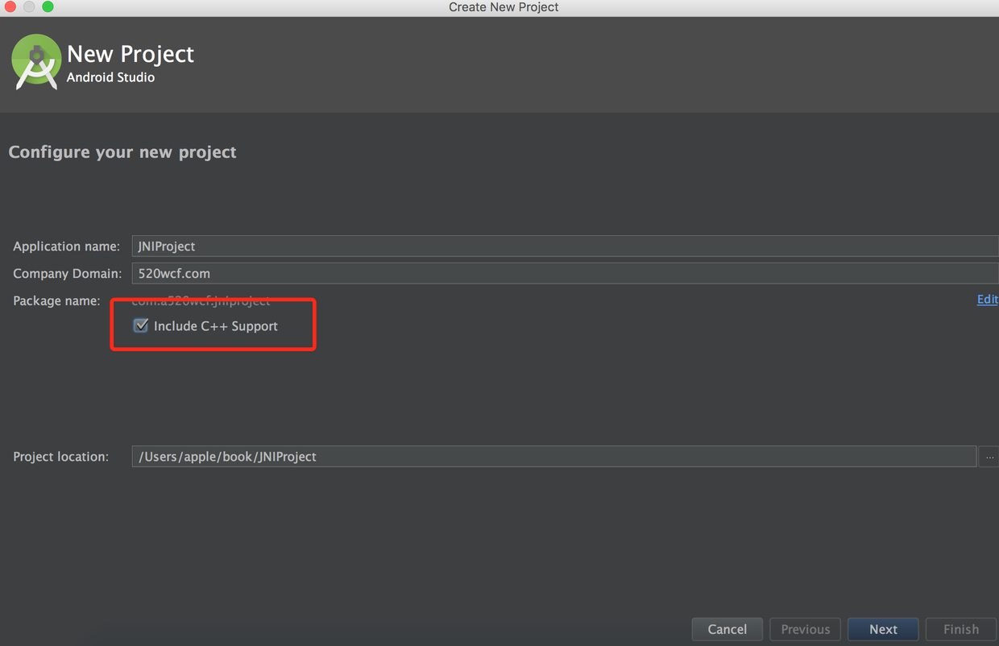 Create New Project
New Project
Android Studio
Configure your new project
Application name: JNIProject
Company Domain: 520wcf.com
Package name: com.a520wcf.jniproject Edit
Include C++ Support
Project location: /Users/apple/book/JNIProject ...
Cancel Previous Next Finish